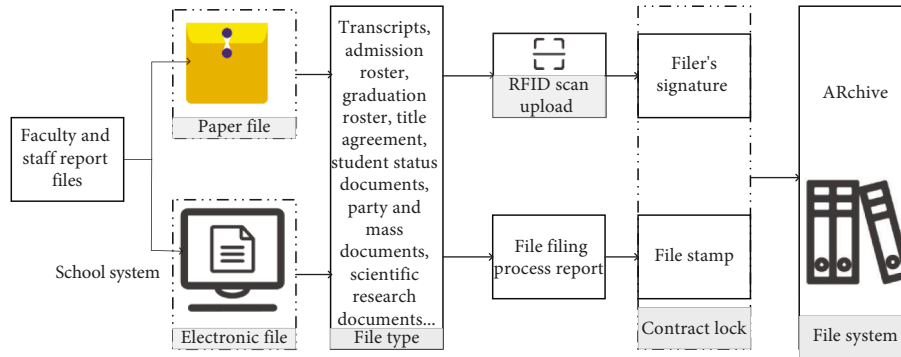 Faculty and
staff report
files
School system
Paper file
Electronic file
Transcripts,
admission
roster,
graduation
roster, title
agreement,
student status
documents,
party and
mass
documents,
scientific
research
documents...
File type
RFID scan
upload
File filing
process report
Filer's
signature
File stamp
Contract lock
ARchive
File system